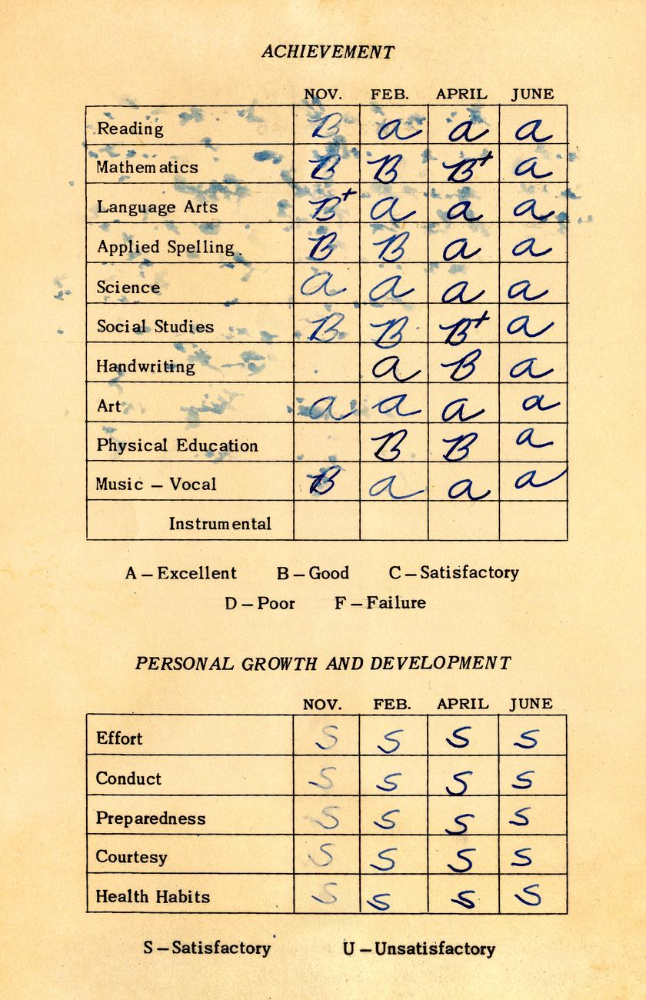 ACHIEVEMENT
NOV. FEB. APRIL JUNE
Reading B a a a
Mathematics B B B+ a
Language Arts B+ a a a
Applied Spelling B B a a
Science a a a a
Social Studies B B B+ a
Handwriting a B a
Art a a a a
Physical Education B B a
Music – Vocal B a a a
Instrumental
A – Excellent B – Good C – Satisfactory
D – Poor F – Failure
PERSONAL GROWTH AND DEVELOPMENT
NOV. FEB. APRIL JUNE
Effort S S S S
Conduct S S S S
Preparedness S S S S
Courtesy S S S S
Health Habits S S S S
S – Satisfactory U – Unsatisfactory